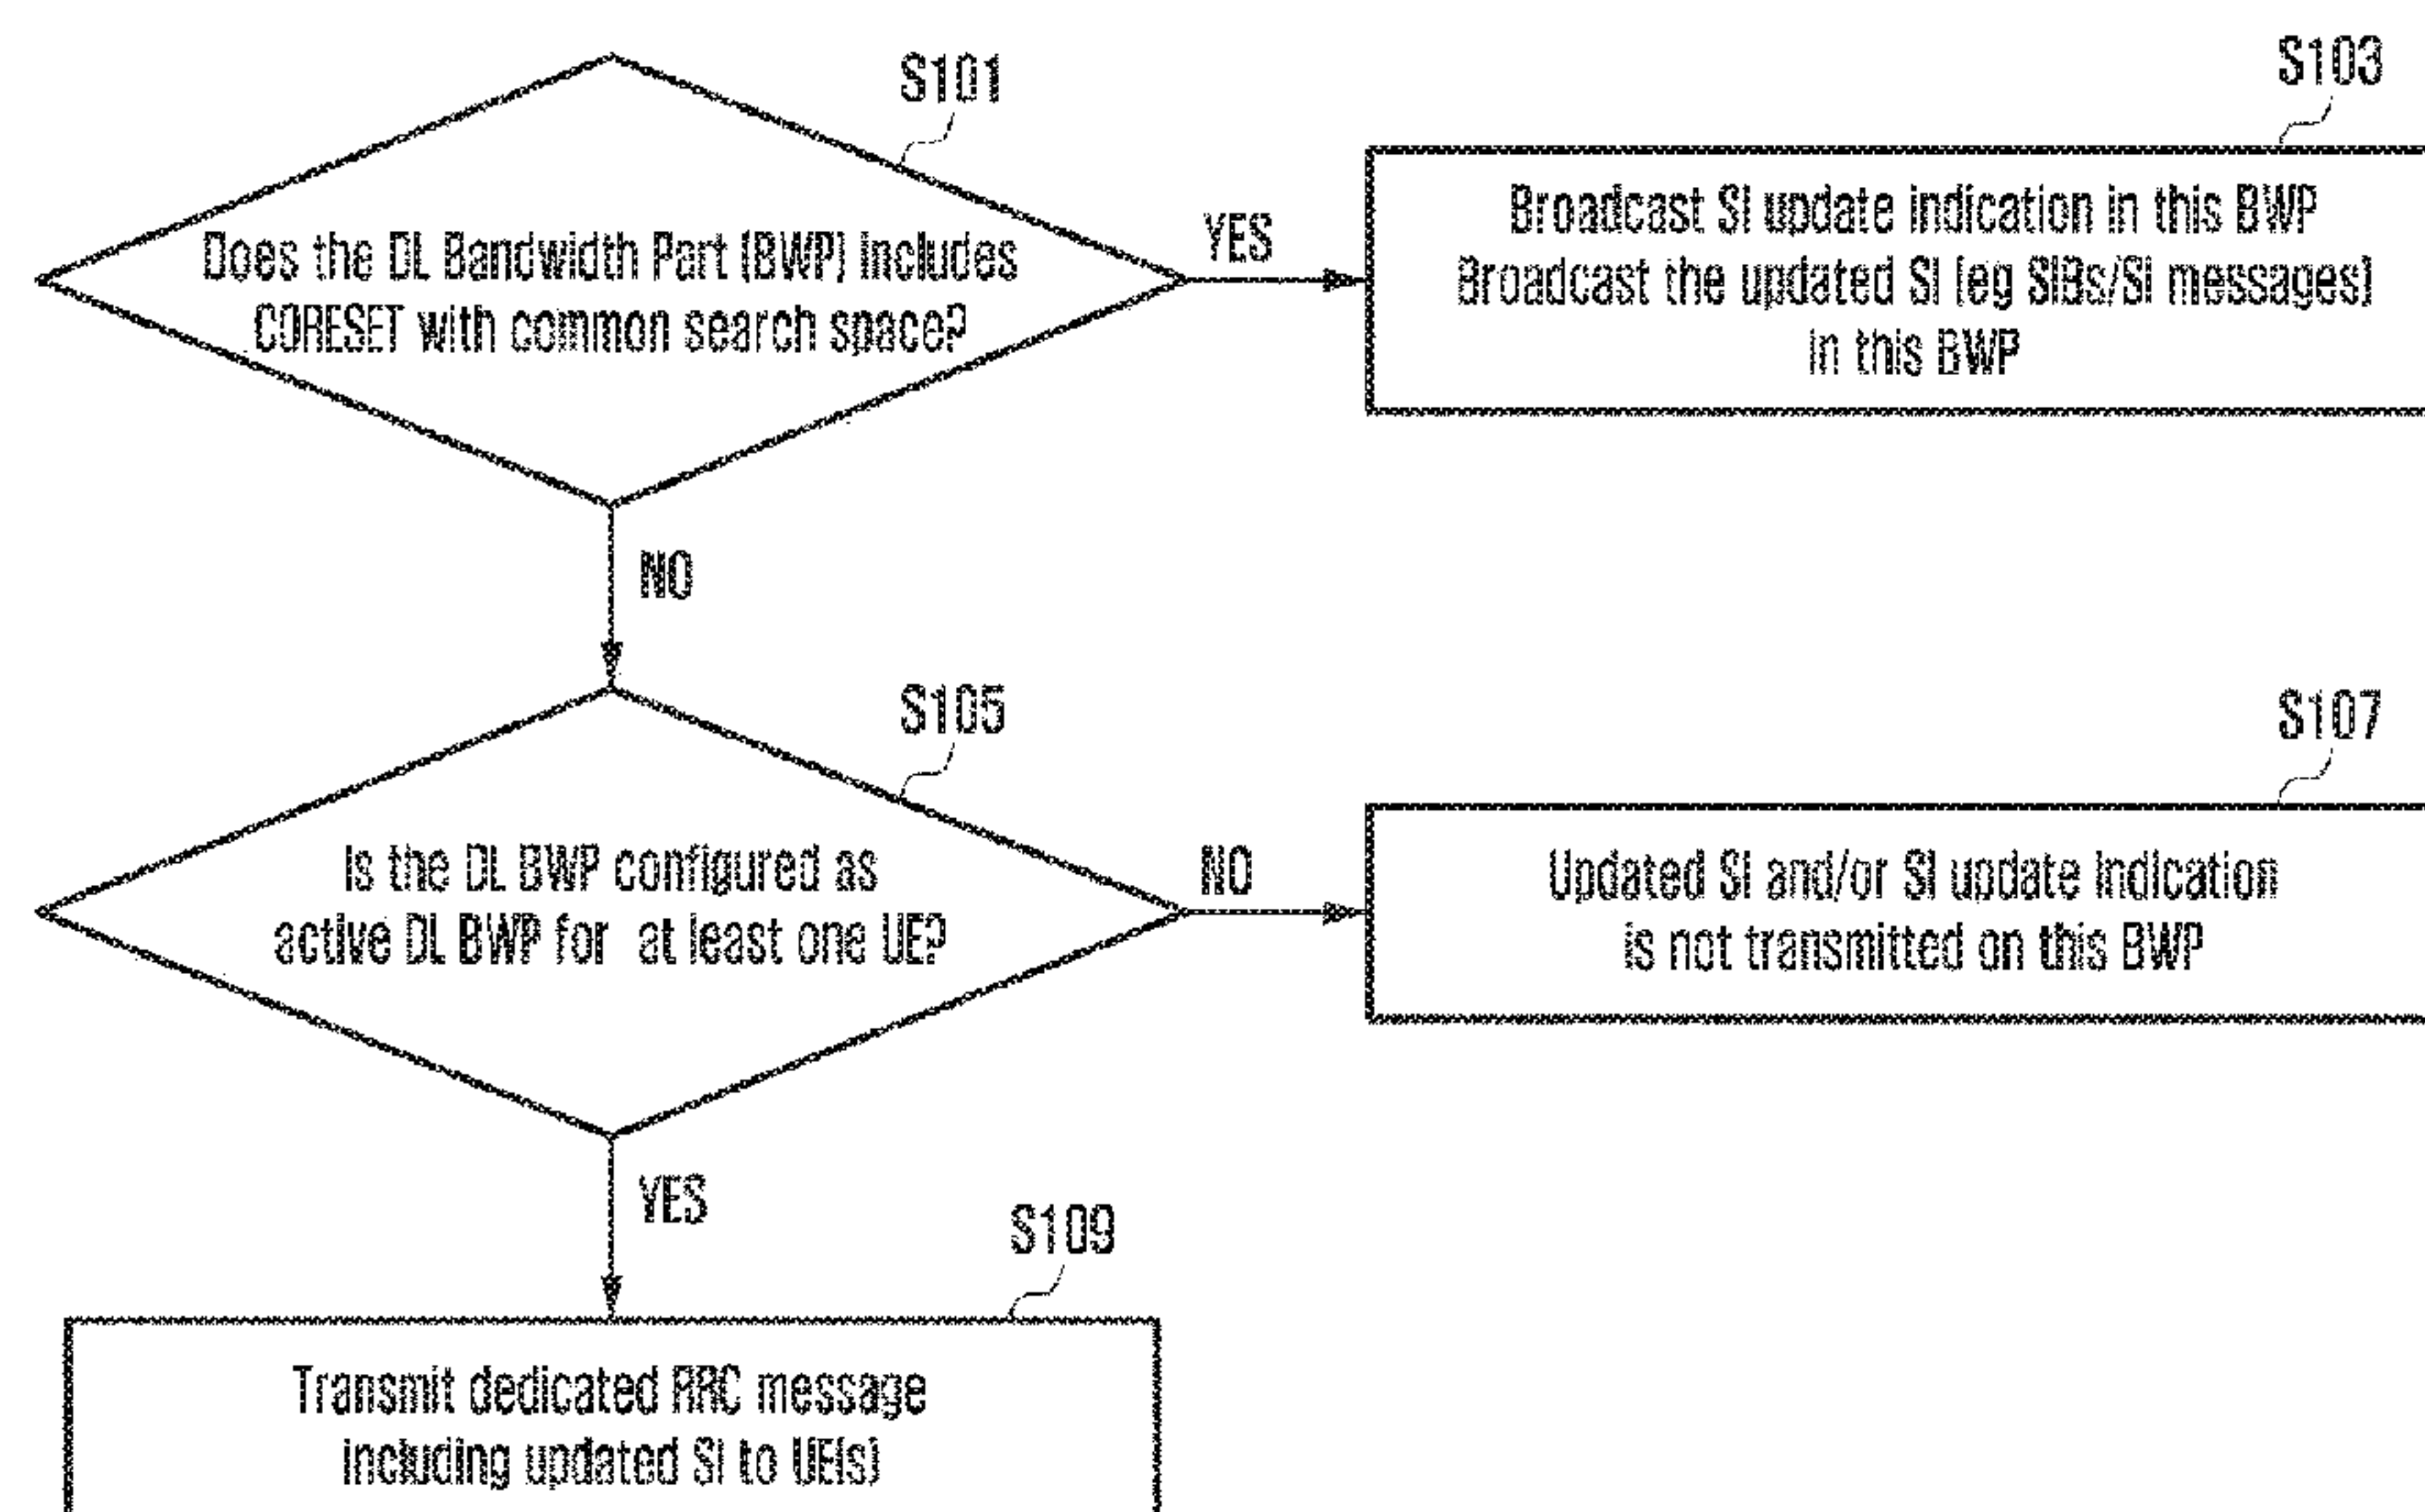 S101
Does the DL Bandwidth Part (BWP) includes
CORESET with common search space?
YES
S103
Broadcast SI update indication in this BWP
Broadcast the updated SI (eg SIBs/SI messages)
in this BWP
NO
S105
Is the DL BWP configured as
active DL BWP for at least one UE?
NO
S107
Updated SI and/or SI update indication
is not transmitted on this BWP
YES
S109
Transmit dedicated RRC message
including updated SI to UE(s)